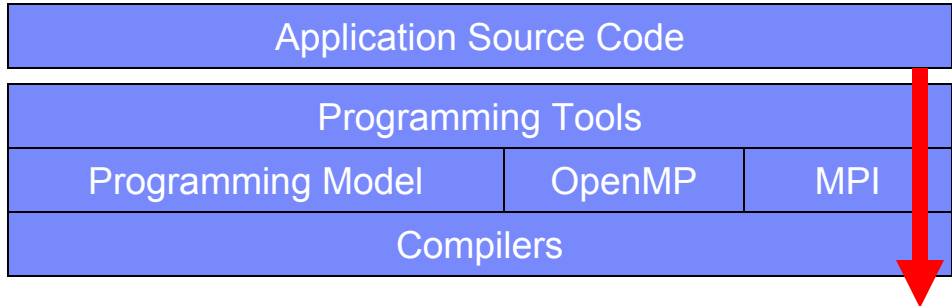 Application Source Code
Programming Tools
Programming Model OpenMP MPI
Compilers